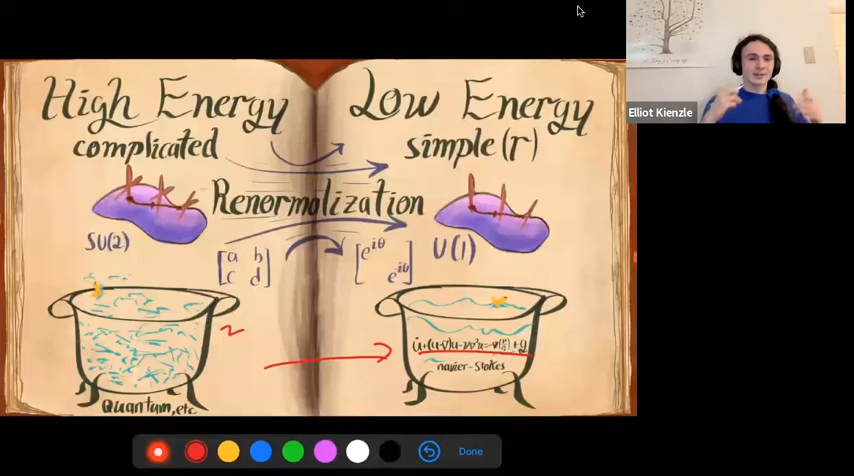 High Energy
complicated
SU(2)
Quantum, etc
Renormalization
[a b
c d]
[e^iθ
e^-iθ]
Low Energy
simple(r)
U(1)
navier-Stokes
Elliot Kienzle
Done